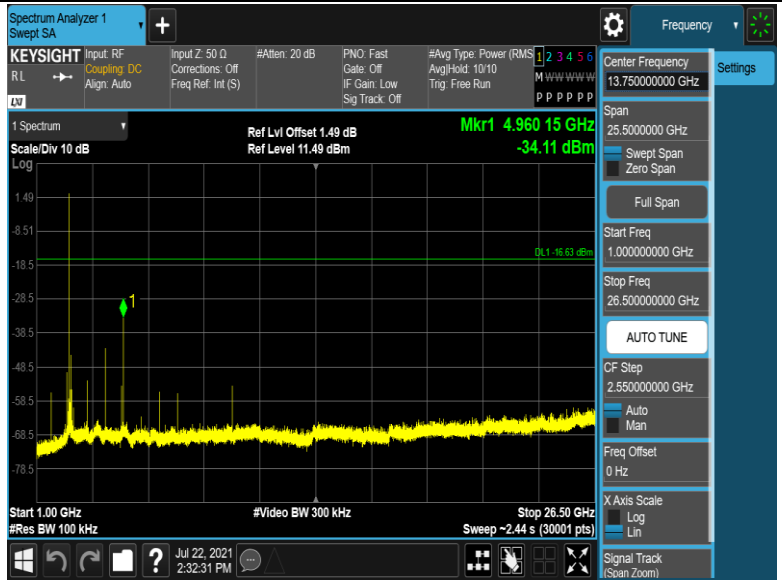 Spectrum Analyzer 1
Swept SA
Frequency
KEYSIGHT
RL
LXI
Input: RF
Coupling: DC
Align: Auto
Input Z: 50 Ω
Corrections: Off
Freq Ref: Int (S)
#Atten: 20 dB
PNO: Fast
Gate: Off
IF Gain: Low
Sig Track: Off
#Avg Type: Power (RMS
Avg|Hold: 10/10
Trig: Free Run
1 2 3 4 5 6
M W W W W W
P P P P P P
Center Frequency
13.750000000 GHz
Settings
Span
25.5000000 GHz
Swept Span
Zero Span
Full Span
Start Freq
1.000000000 GHz
Stop Freq
26.500000000 GHz
AUTO TUNE
CF Step
2.550000000 GHz
Auto
Man
Freq Offset
0 Hz
X Axis Scale
Log
Lin
Signal Track
(Span Zoom)
1 Spectrum
Scale/Div 10 dB
Log
Ref Lvl Offset 1.49 dB
Ref Level 11.49 dBm
Mkr1 4.960 15 GHz
-34.11 dBm
1.49
-8.51
-18.5
-28.5
-38.5
-48.5
-58.5
-68.5
-78.5
DL1 -16.63 dBm
1
Start 1.00 GHz
#Res BW 100 kHz
#Video BW 300 kHz
Stop 26.50 GHz
Sweep ~2.44 s (30001 pts)
?
Jul 22, 2021
2:32:31 PM